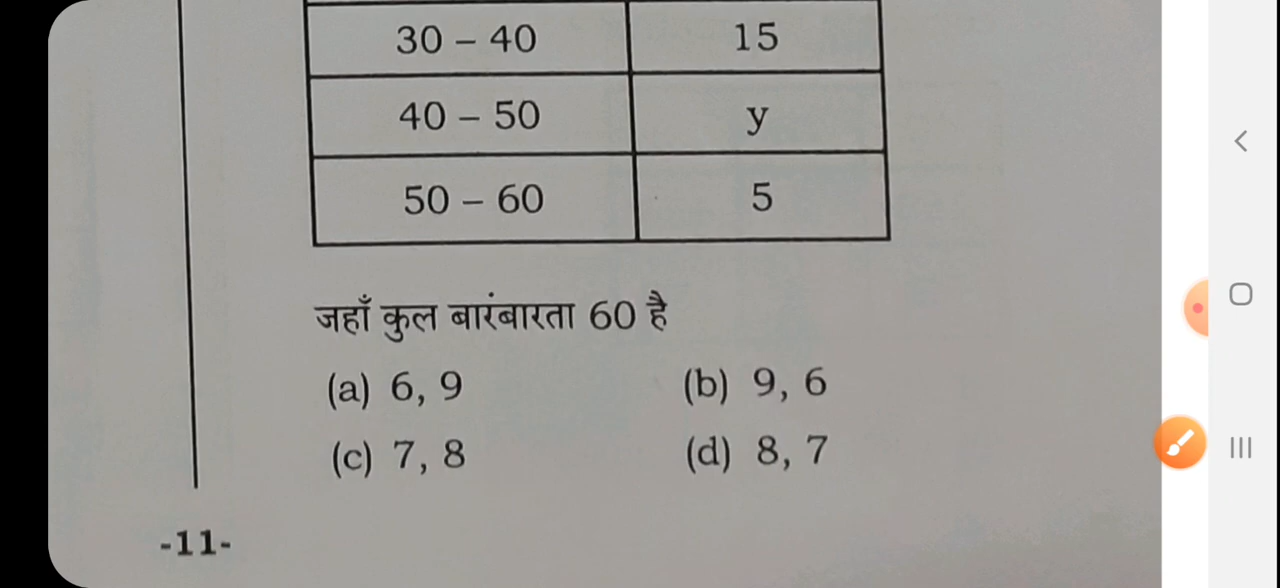 30 – 40 15
40 – 50 y
50 – 60 5
जहाँ कुल बारंबारता 60 है
(a) 6, 9 (b) 9, 6
(c) 7, 8 (d) 8, 7
-11-